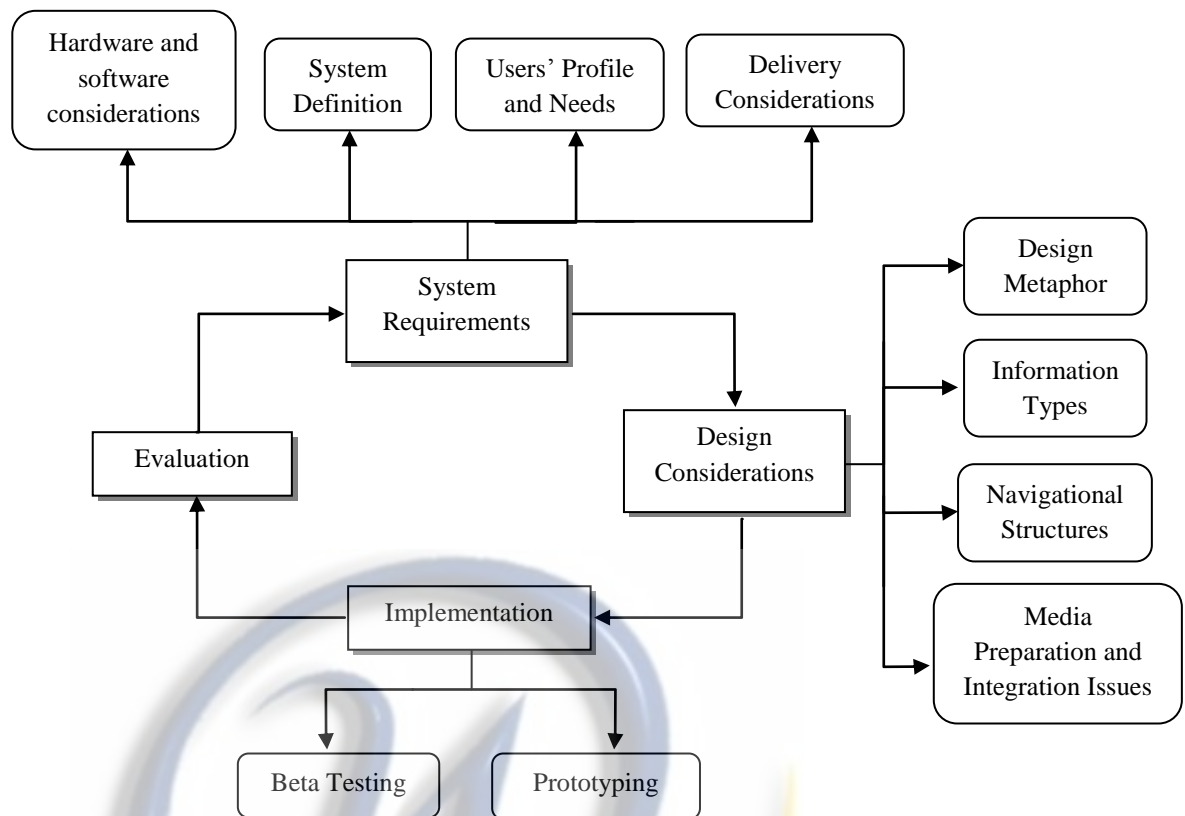 Hardware and
software
considerations
System
Definition
Users’ Profile
and Needs
Delivery
Considerations
System
Requirements
Design
Metaphor
Information
Types
Evaluation
Design
Considerations
Navigational
Structures
Implementation
Media
Preparation and
Integration Issues
Beta Testing
Prototyping